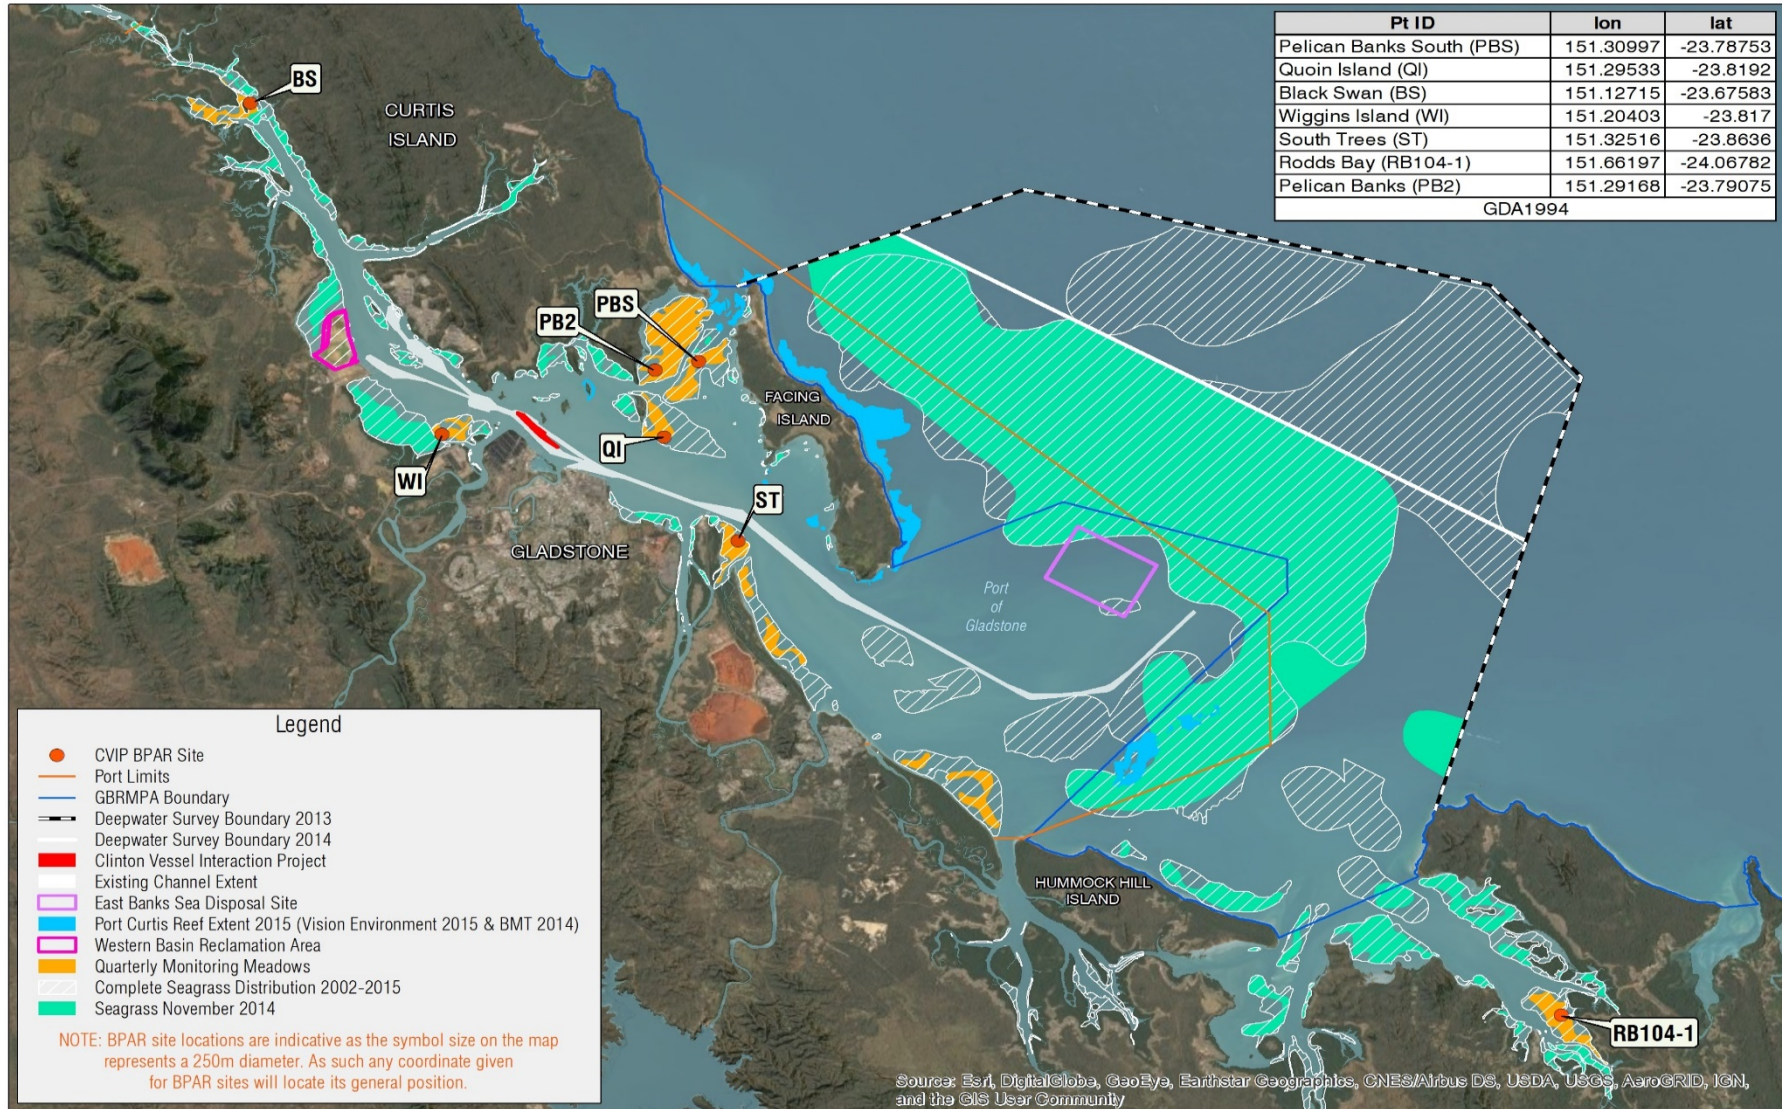 Pt ID lon lat
Pelican Banks South (PBS) 151.30997 -23.78753
Quoin Island (QI) 151.29533 -23.8192
Black Swan (BS) 151.12715 -23.67583
Wiggins Island (WI) 151.20403 -23.817
South Trees (ST) 151.32516 -23.8636
Rodds Bay (RB104-1) 151.66197 -24.06782
Pelican Banks (PB2) 151.29168 -23.79075
GDA1994
BS
CURTIS
ISLAND
PBS
PB2
FACING
ISLAND
QI
WI
ST
GLADSTONE
Port
of
Gladstone
HUMMOCK HILL
ISLAND
RB104-1
Legend
CVIP BPAR Site
Port Limits
GBRMPA Boundary
Deepwater Survey Boundary 2013
Deepwater Survey Boundary 2014
Clinton Vessel Interaction Project
Existing Channel Extent
East Banks Sea Disposal Site
Port Curtis Reef Extent 2015 (Vision Environment 2015 & BMT 2014)
Western Basin Reclamation Area
Quarterly Monitoring Meadows
Complete Seagrass Distribution 2002-2015
Seagrass November 2014
NOTE: BPAR site locations are indicative as the symbol size on the map
represents a 250m diameter. As such any coordinate given
for BPAR sites will locate its general position.
Source: Esri, DigitalGlobe, GeoEye, Earthstar Geographics, CNES/Airbus DS, USDA, USGS, AeroGRID, IGN,
and the GIS User Community